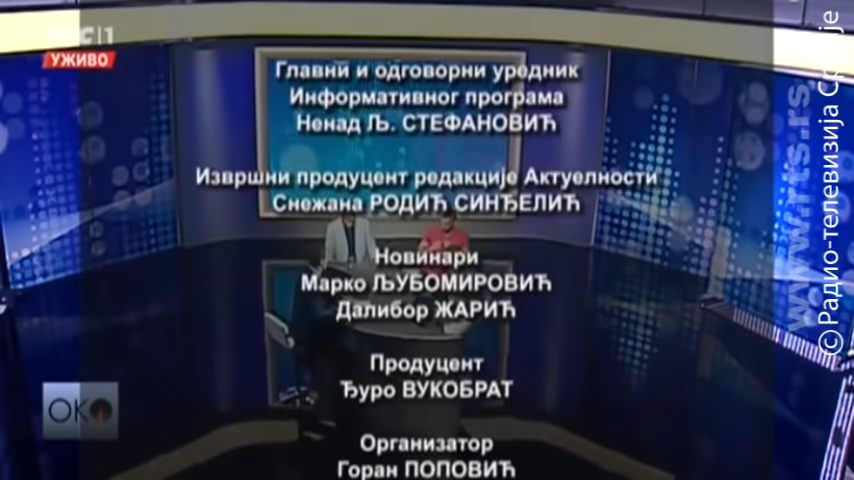 РТС 1
УЖИВО
Главни и одговорни уредник
Информативног програма
Ненад Љ. СТЕФАНОВИЋ
Извршни продуцент редакције Актуелности
Снежана РОДИЋ СИНЂЕЛИЋ
Новинари
Марко ЉУБОМИРОВИЋ
Далибор ЖАРИЋ
Продуцент
Ђуро ВУКОБРАТ
Организатор
Горан ПОПОВИЋ
ОКО
www.rts.rs
© Радио-телевизија Србије